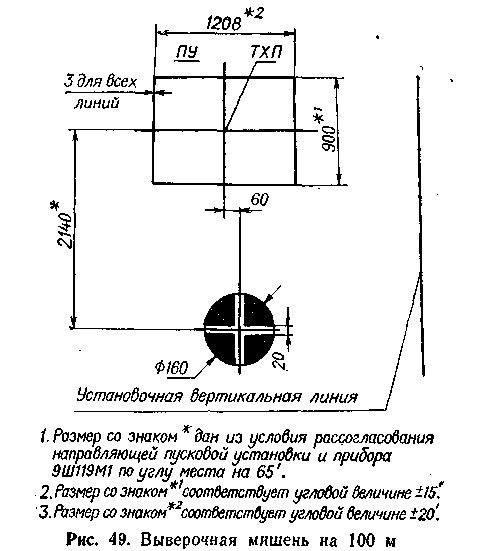 1208*²
ПУ ТХП
3 для всех
линий
900*¹
60
2140*
20
Ф160
Установочная вертикальная линия
1. Размер со знаком * дан из условия рассогласования
направляющей пусковой установки и прибора
9Ш119М1 по углу места на 65′.
2. Размер со знаком *¹ соответствует угловой величине ±15′.
3. Размер со знаком *² соответствует угловой величине ±20′.
Рис. 49. Выверочная мишень на 100 м